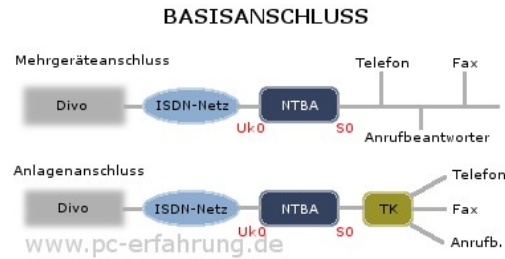 BASISANSCHLUSS
Mehrgeräteanschluss
Telefon Fax
Divo ISDN-Netz NTBA
Uk0 S0
Anrufbeantworter
Anlagenanschluss
Telefon
Divo ISDN-Netz NTBA TK Fax
Uk0 S0
Anrufb.
www.pc-erfahrung.de